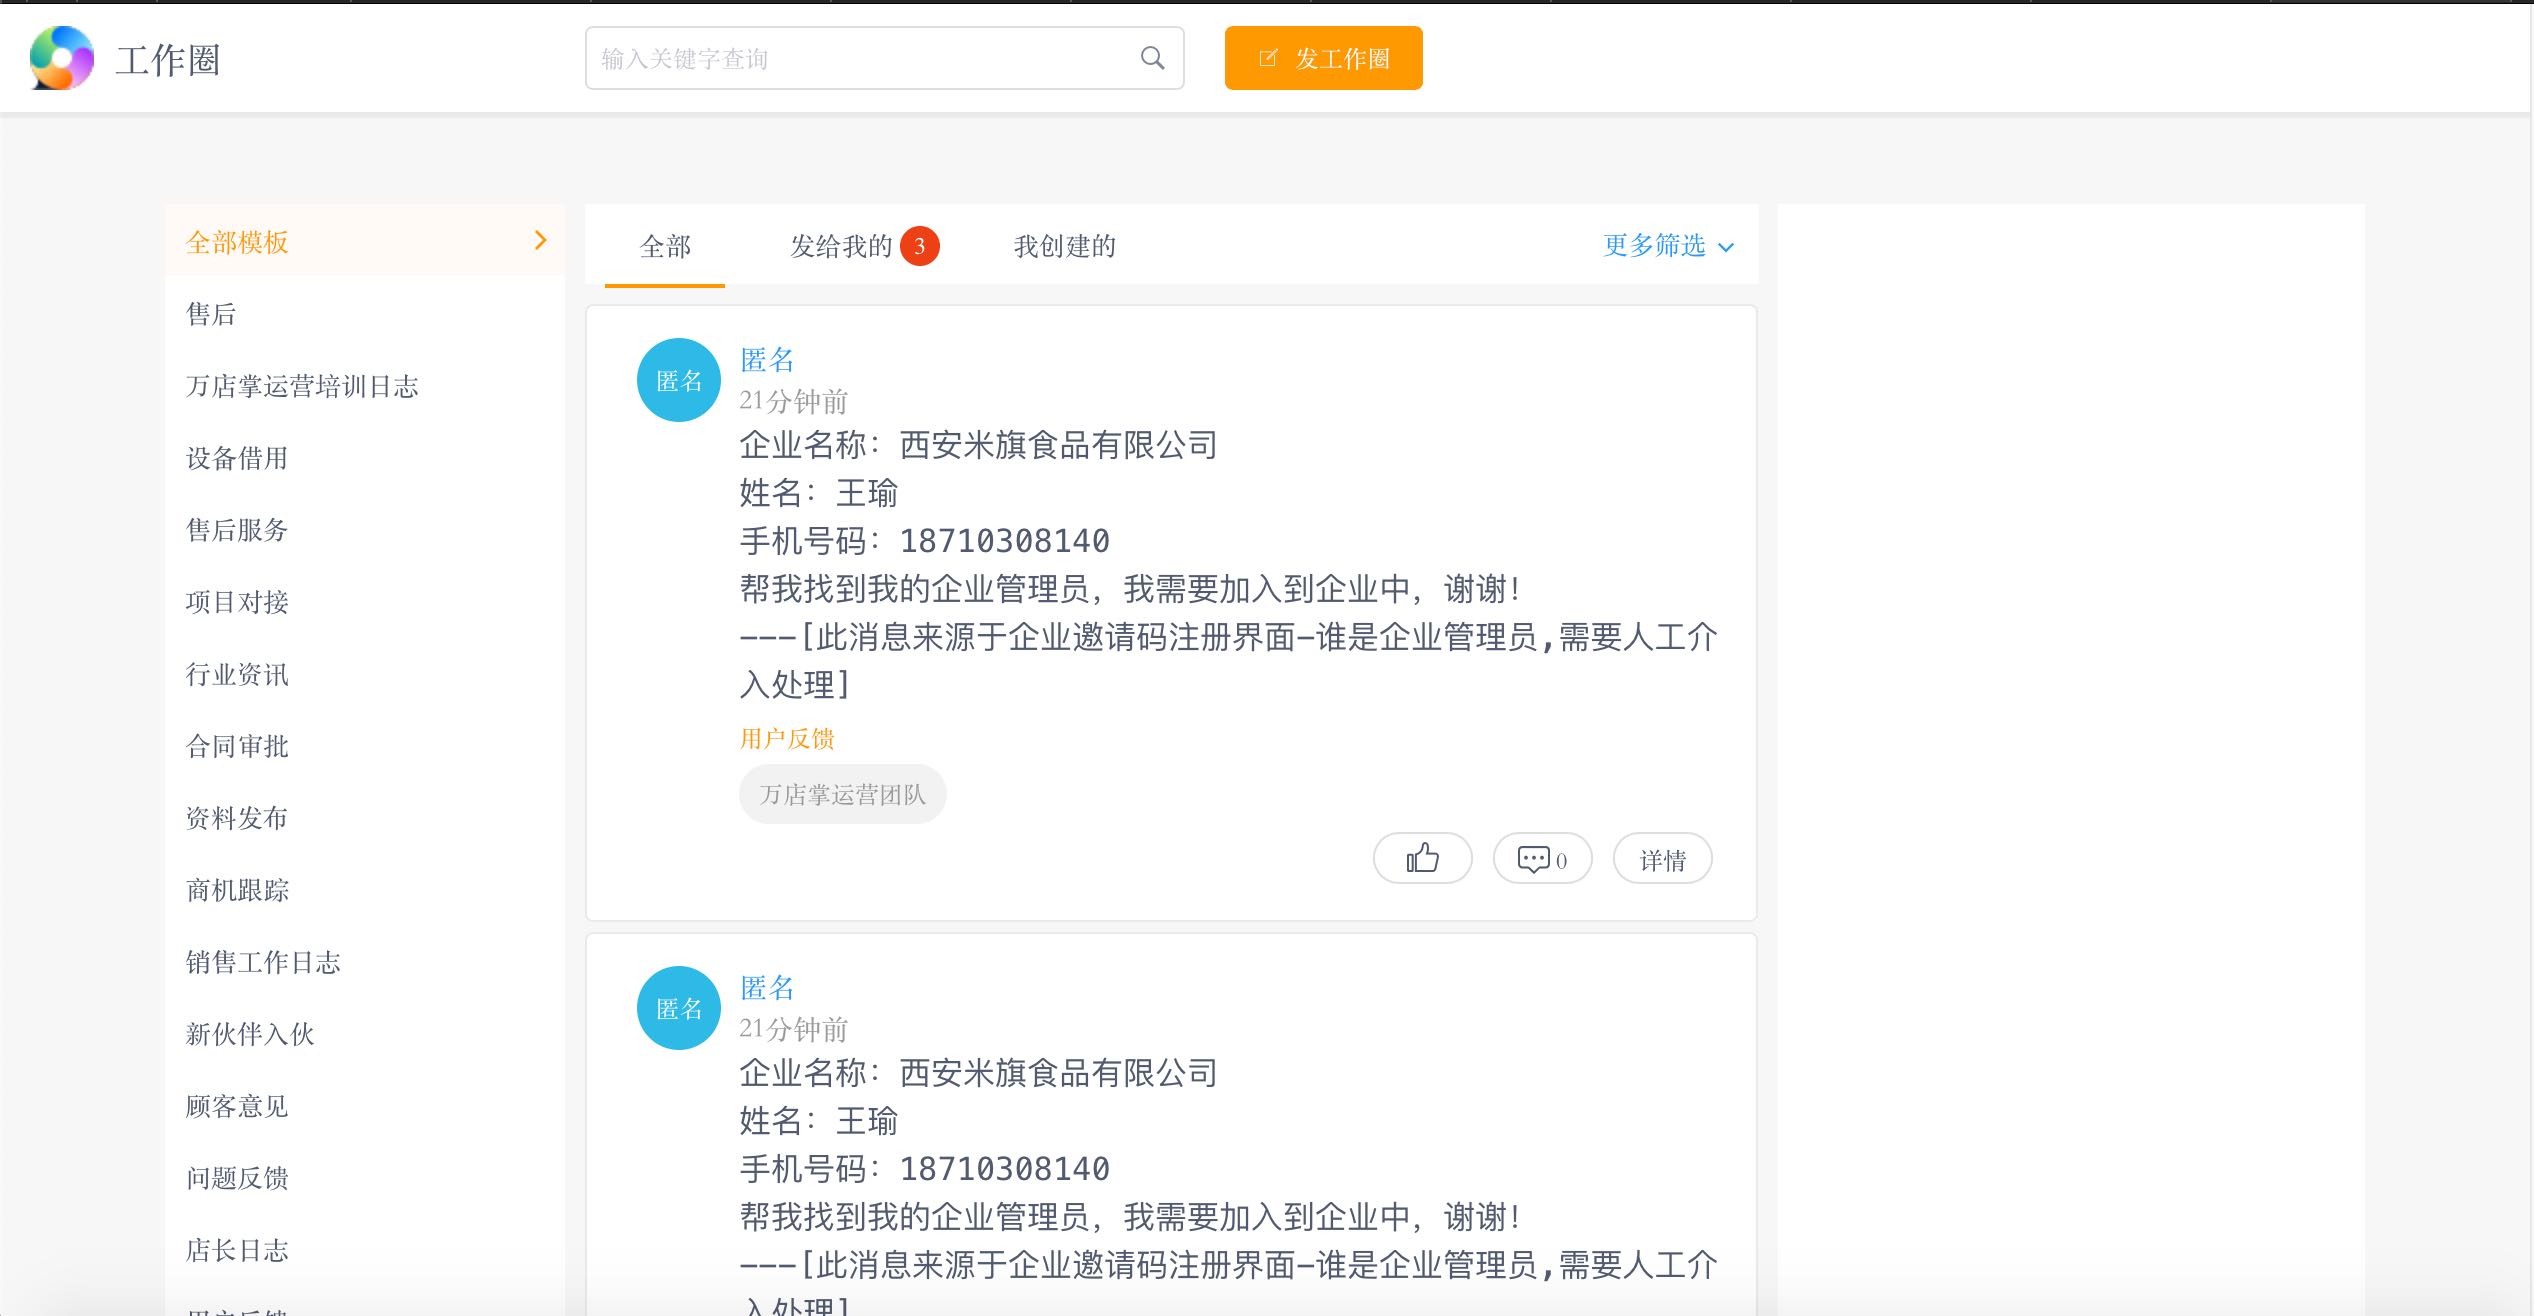 工作圈
输入关键字查询
发工作圈
全部模板
售后
万店掌运营培训日志
设备借用
售后服务
项目对接
行业资讯
合同审批
资料发布
商机跟踪
销售工作日志
新伙伴入伙
顾客意见
问题反馈
店长日志
用户反馈
全部
发给我的 3
我创建的
更多筛选
匿名
匿名
21分钟前
企业名称：西安米旗食品有限公司
姓名：王瑜
手机号码：18710308140
帮我找到我的企业管理员，我需要加入到企业中，谢谢！
---[此消息来源于企业邀请码注册界面-谁是企业管理员,需要人工介
入处理]
用户反馈
万店掌运营团队
0
详情
匿名
匿名
21分钟前
企业名称：西安米旗食品有限公司
姓名：王瑜
手机号码：18710308140
帮我找到我的企业管理员，我需要加入到企业中，谢谢！
---[此消息来源于企业邀请码注册界面-谁是企业管理员,需要人工介
入处理]